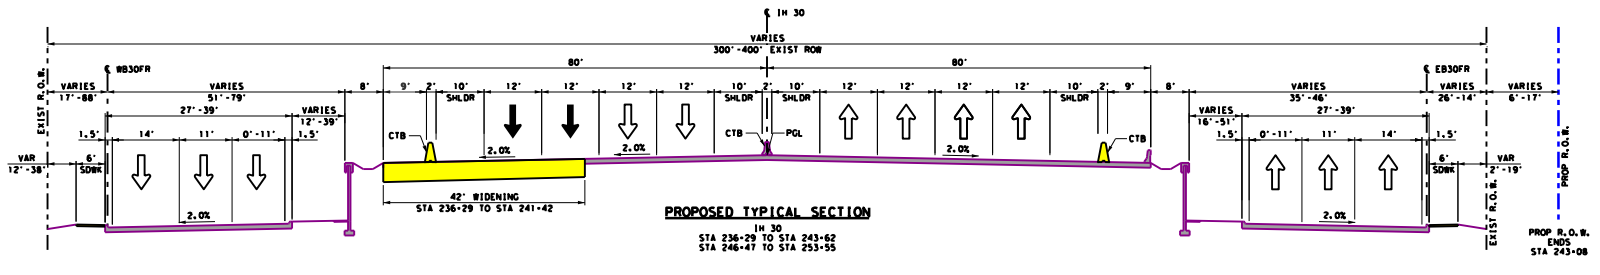 ℄ IH 30
VARIES
300'-400' EXIST ROW
80' 80'
℄ WB30FR ℄ EB30FR
VARIES VARIES 8' 9' 2' 10' 12' 12' 12' 12' 10' 2' 10' 12' 12' 12' 12' 10' 2' 9' 8' VARIES VARIES VARIES
17'-88' 51'-79' SHLDR SHLDR SHLDR SHLDR 35'-46' 26'-14' 6'-17'
27'-39' VARIES VARIES 27'-39'
12'-39' 16'-51'
EXIST R.O.W.
1.5' 14' 11' 0'-11' 1.5' CTB CTB PGL CTB 1.5' 0'-11' 11' 14' 1.5'
2.0% 2.0% 2.0%
VAR 6' 6' VAR
12'-38' SDWK SDWK 2'-19'
42' WIDENING
STA 236+29 TO STA 241+42
2.0% 2.0%
PROPOSED TYPICAL SECTION
IH 30
STA 236+29 TO STA 243+62
STA 246+47 TO STA 253+55
EXIST R.O.W.
PROP R.O.W.
PROP R.O.W.
ENDS
STA 243+08